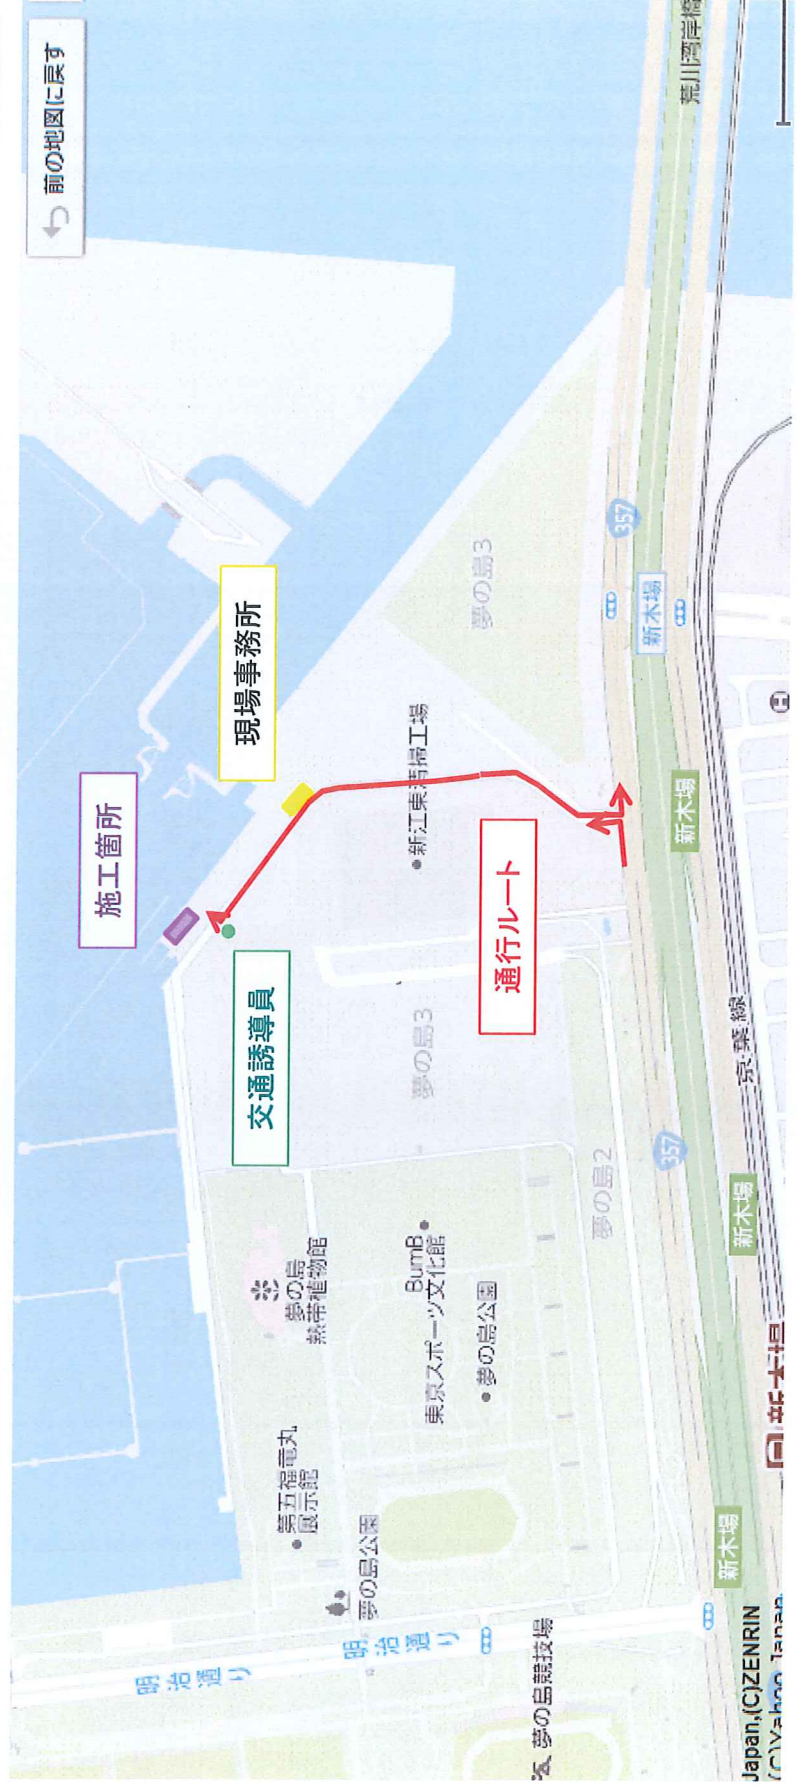 前の地図に戻す
荒川湾岸橋
357
新木場
夢の島3
現場事務所
施工箇所
新江東清掃工場
通行ルート
新木場
交通誘導員
夢の島3
京葉線
357
夢の島2
新木場
夢の島
熱帯植物館
BumB
東京スポーツ文化館
夢の島公園
第五福竜丸
展示館
夢の島公園
新木場
新木場
明治通り
明治通り
夢の島競技場
Japan,(C)ZENRIN
(C)Yahoo Japan